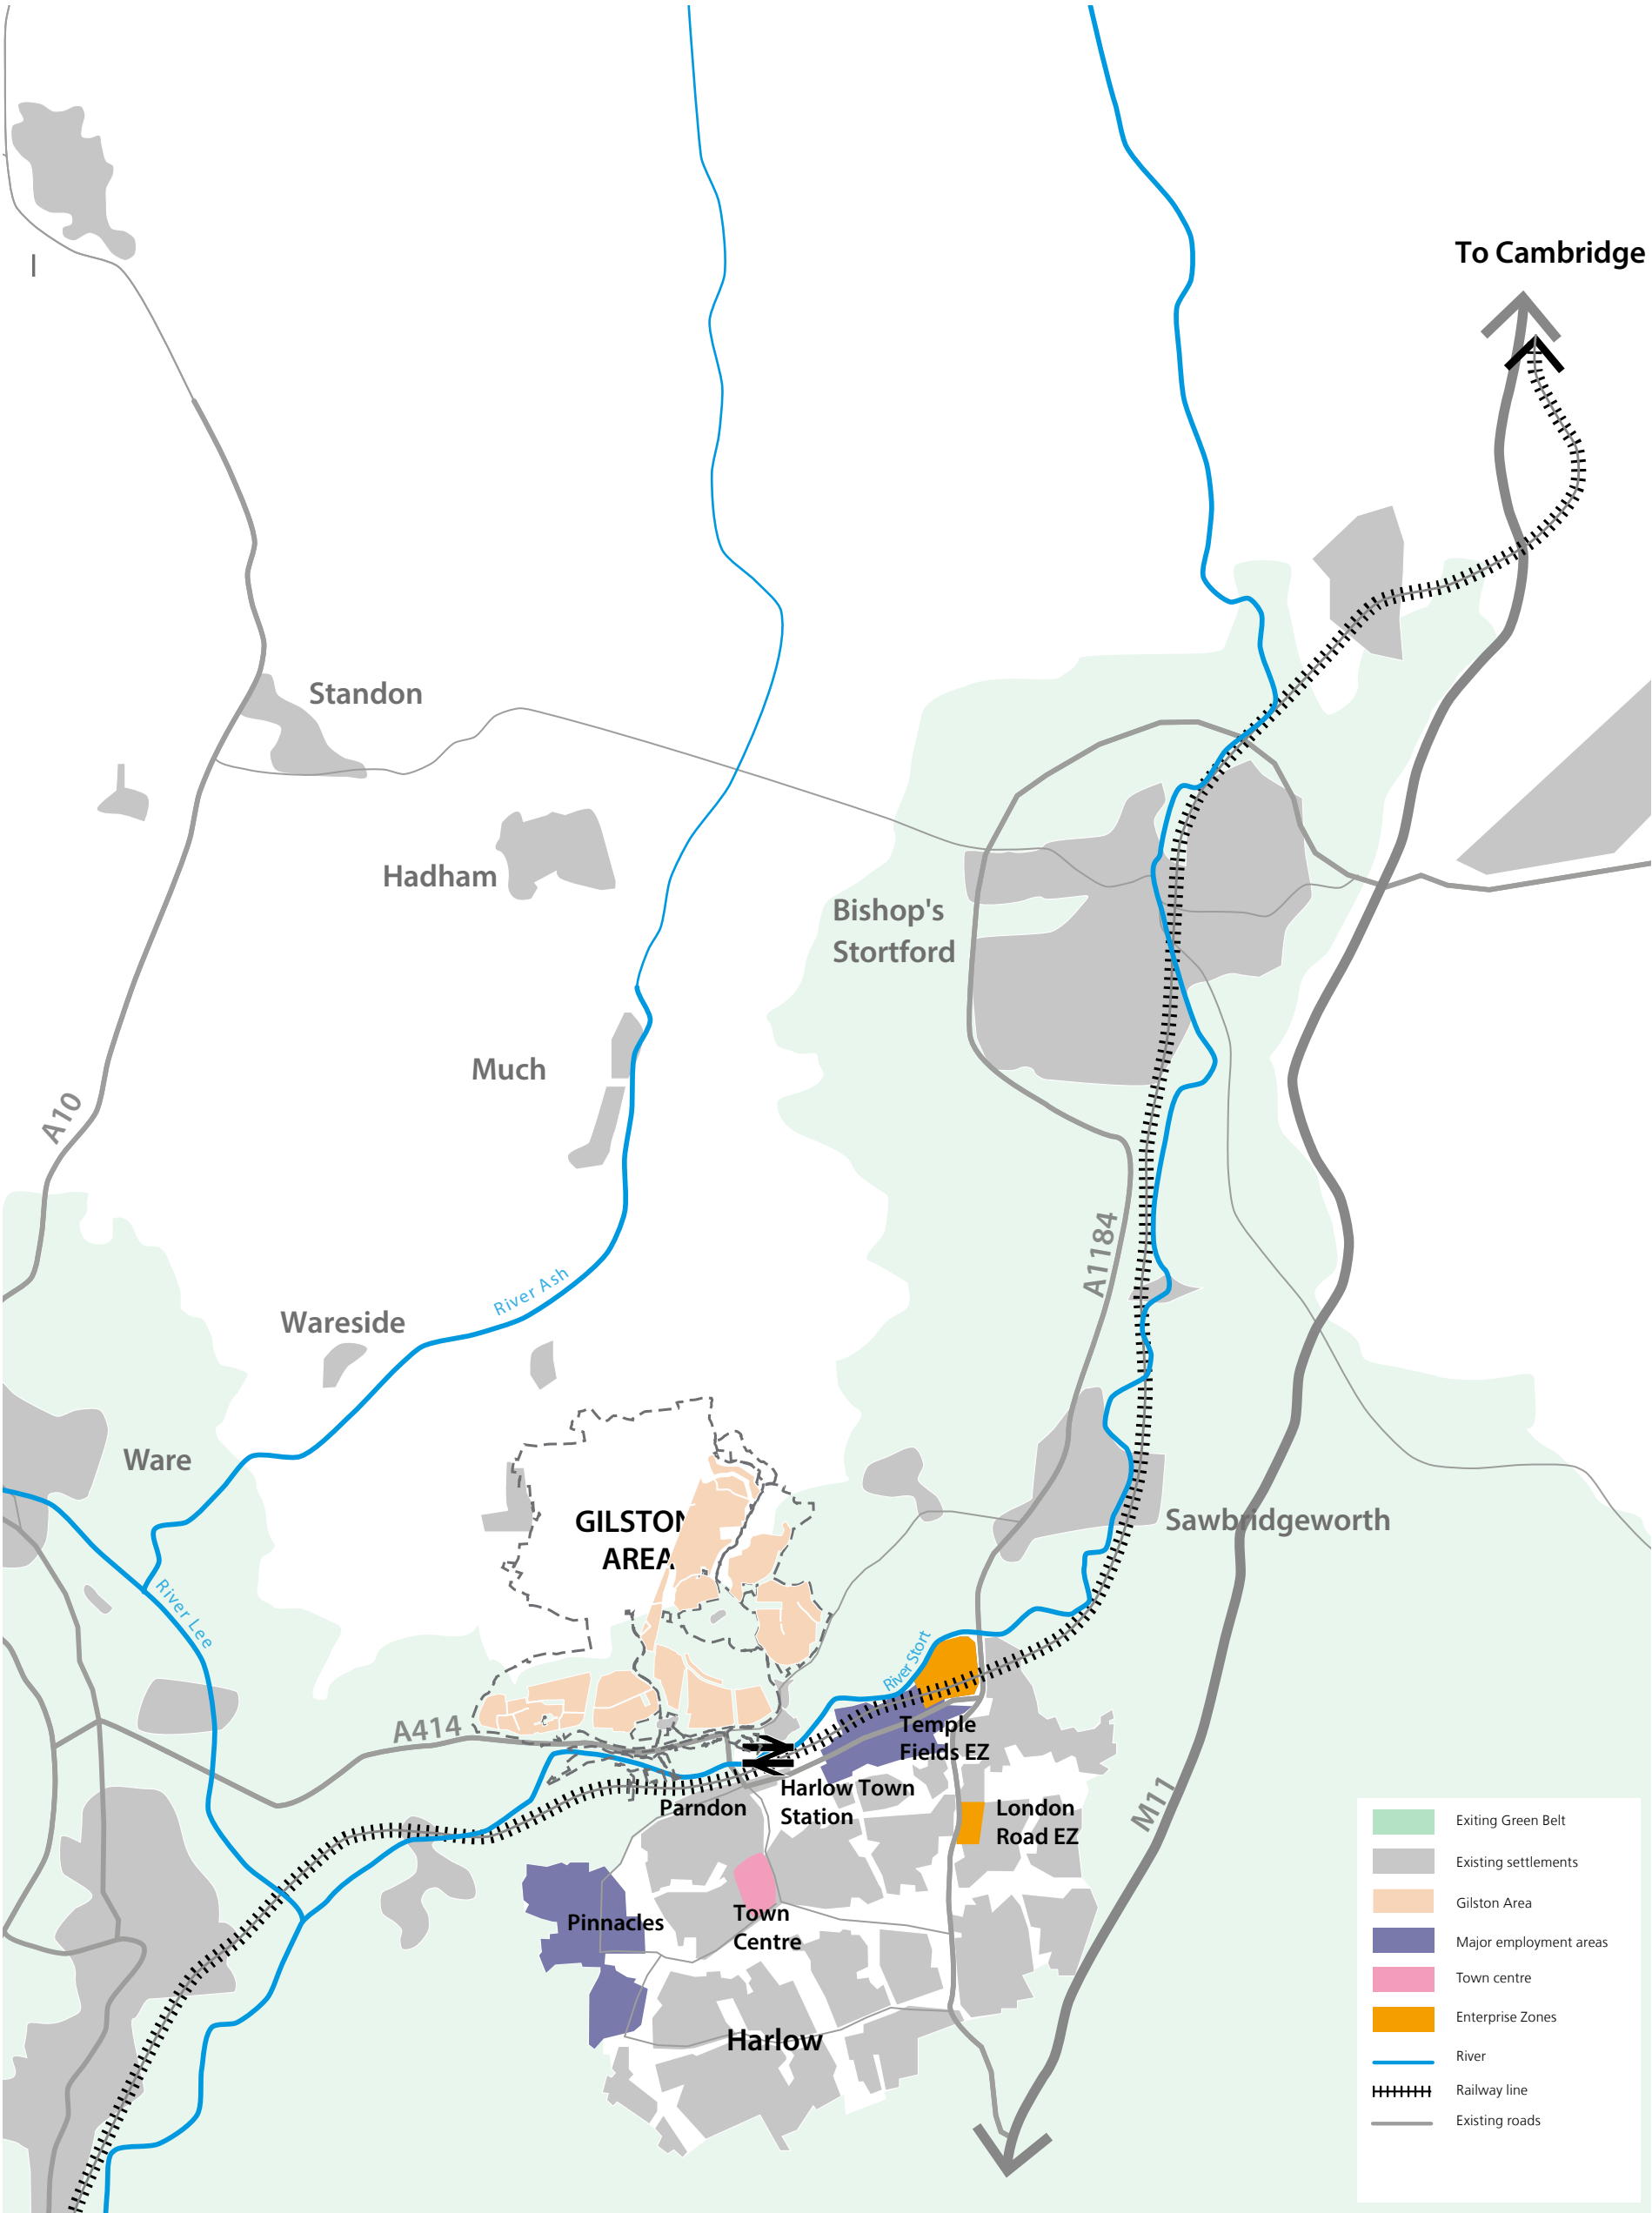 To Cambridge
l
Standon
Hadham
Bishop's
Stortford
Much
A10
A1184
River Ash
Wareside
Ware
GILSTON
AREA
Sawbridgeworth
River Lee
River Stort
A414
Temple
Fields EZ
Harlow Town
Station
Parndon
London
Road EZ
M11
Pinnacles
Town
Centre
Harlow
Exiting Green Belt
Existing settlements
Gilston Area
Major employment areas
Town centre
Enterprise Zones
River
Railway line
Existing roads